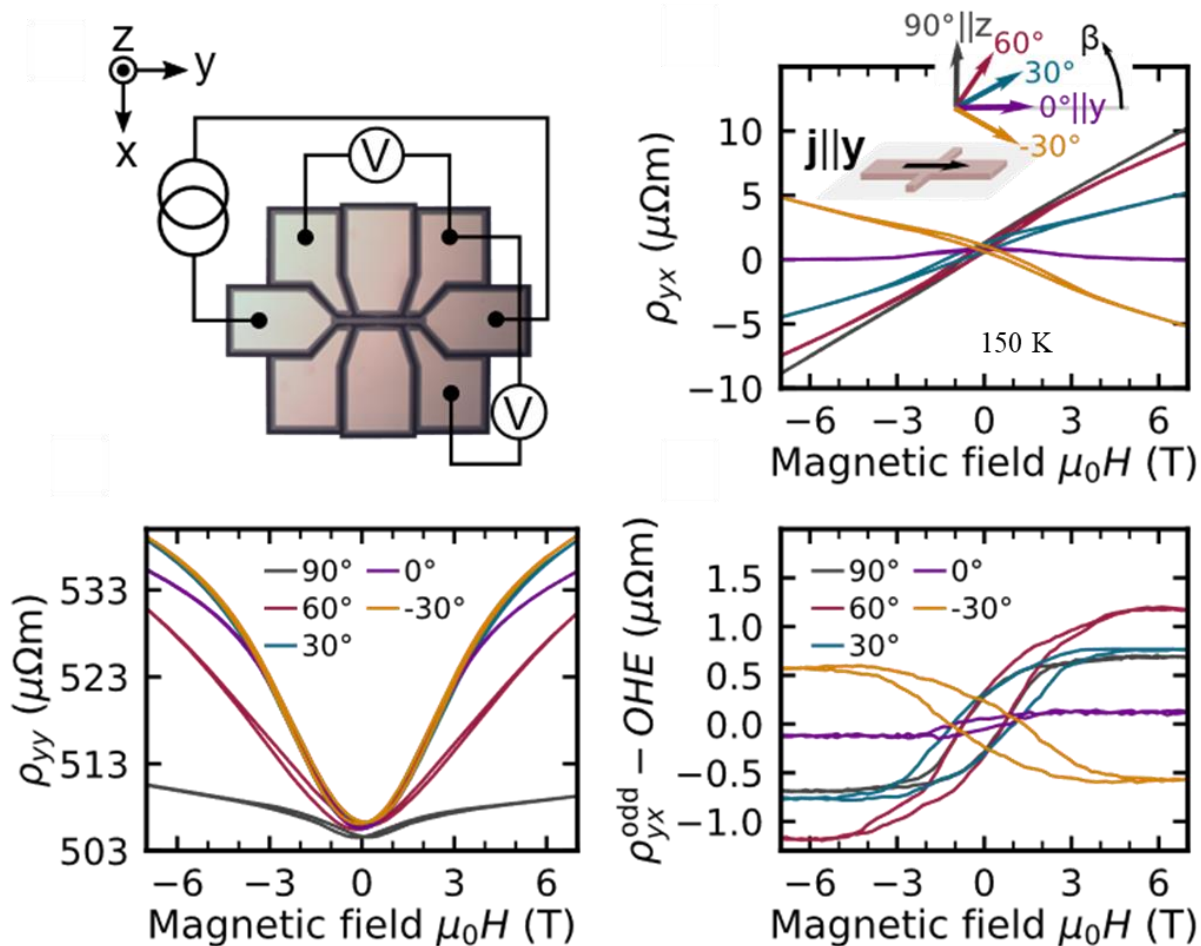 z
y
x
V
V
90°||z
60°
β
30°
0°||y
-30°
j||y
10
5
0
−5
−10
ρyx (μΩm)
150 K
−6 −3 0 3 6
Magnetic field μ₀H (T)
533
523
513
503
ρyy (μΩm)
90° 0°
60° -30°
30°
−6 −3 0 3 6
Magnetic field μ₀H (T)
1.5
1.0
0.5
0.0
−0.5
−1.0
ρyx^odd − OHE (μΩm)
90° 0°
60° -30°
30°
−6 −3 0 3 6
Magnetic field μ₀H (T)